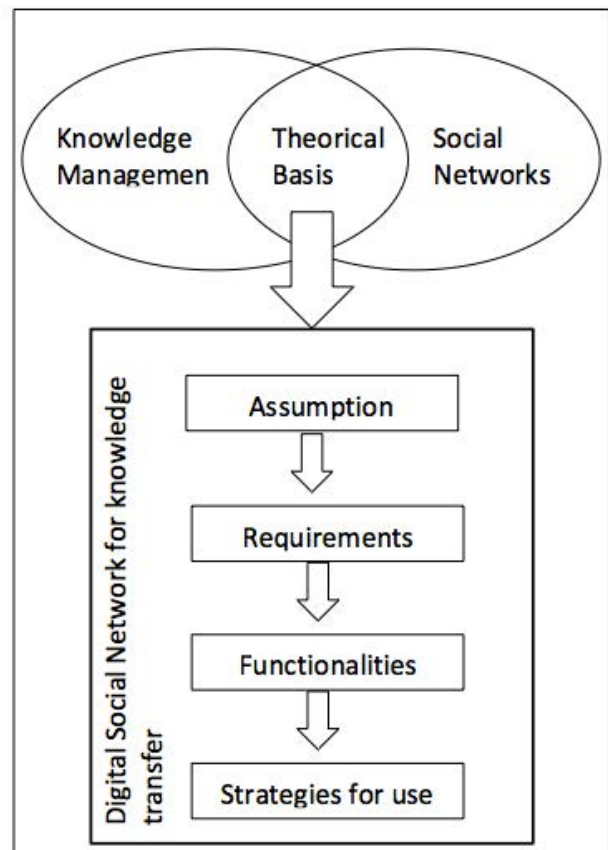 Knowledge
Managemen
Theorical
Basis
Social
Networks
Digital Social Network for knowledge
transfer
Assumption
Requirements
Functionalities
Strategies for use